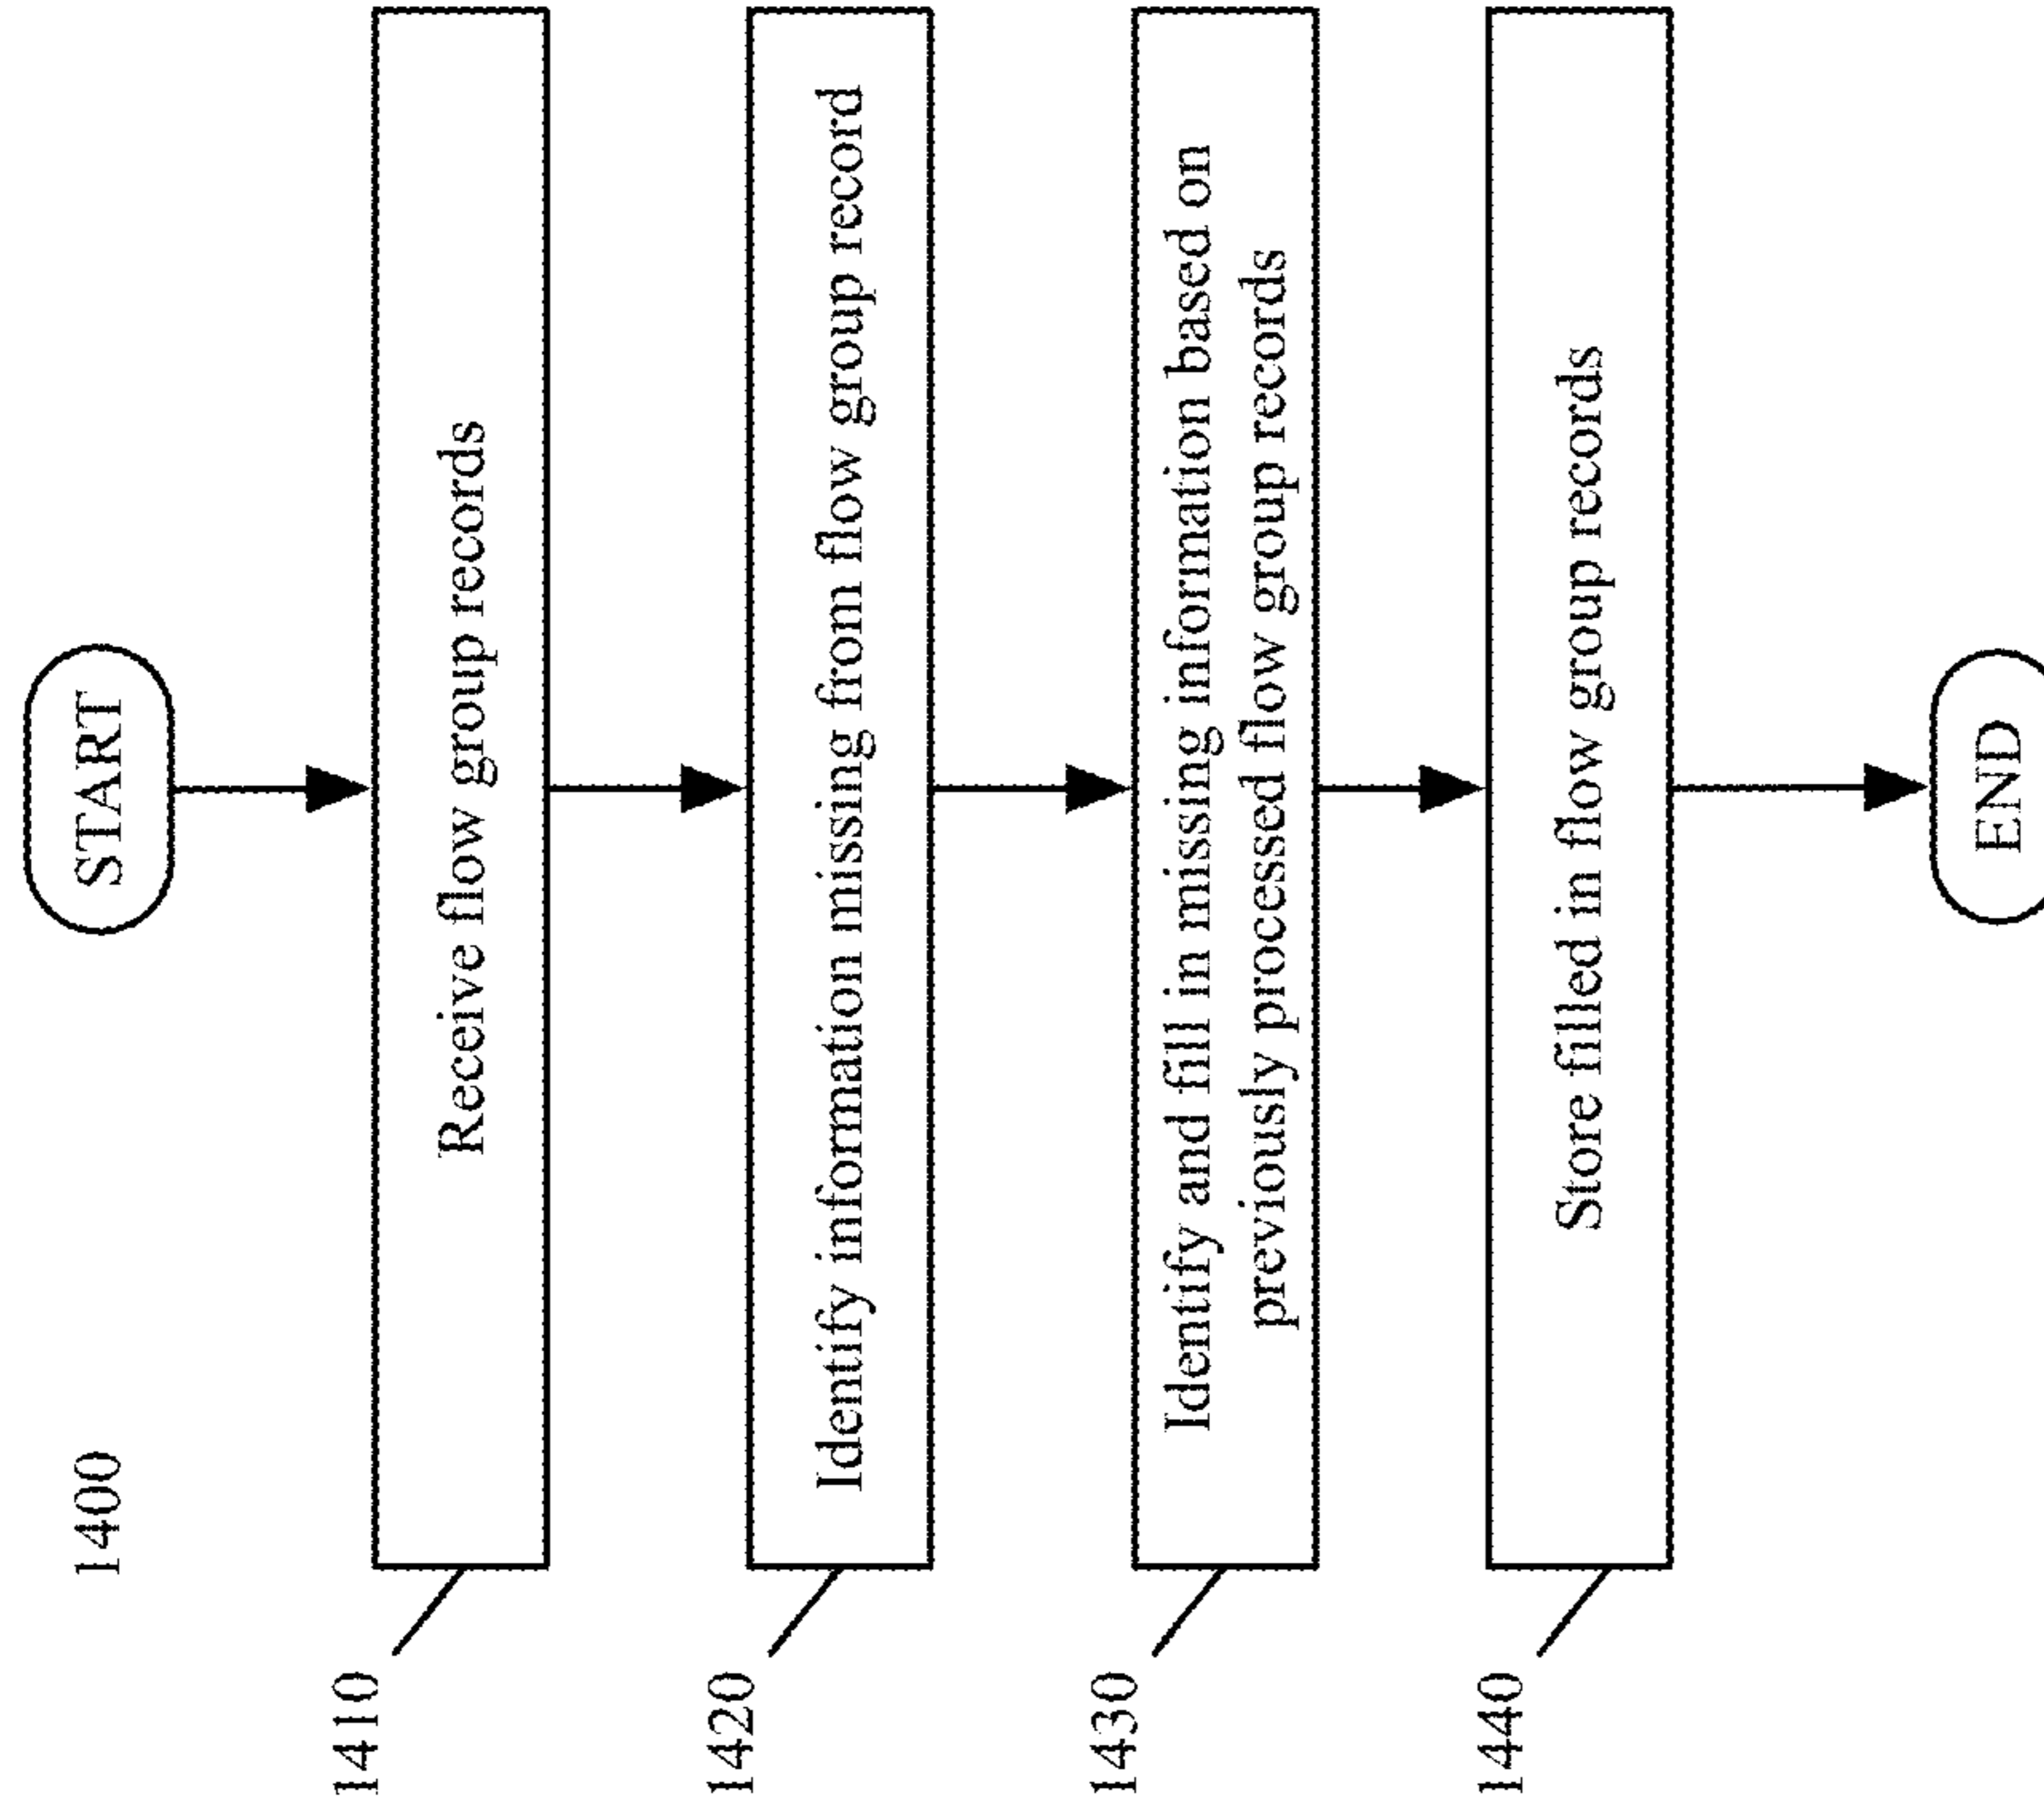 1400
START
1410
Receive flow group records
1420
Identify information missing from flow group record
1430
Identify and fill in missing information based on
previously processed flow group records
1440
Store filled in flow group records
END